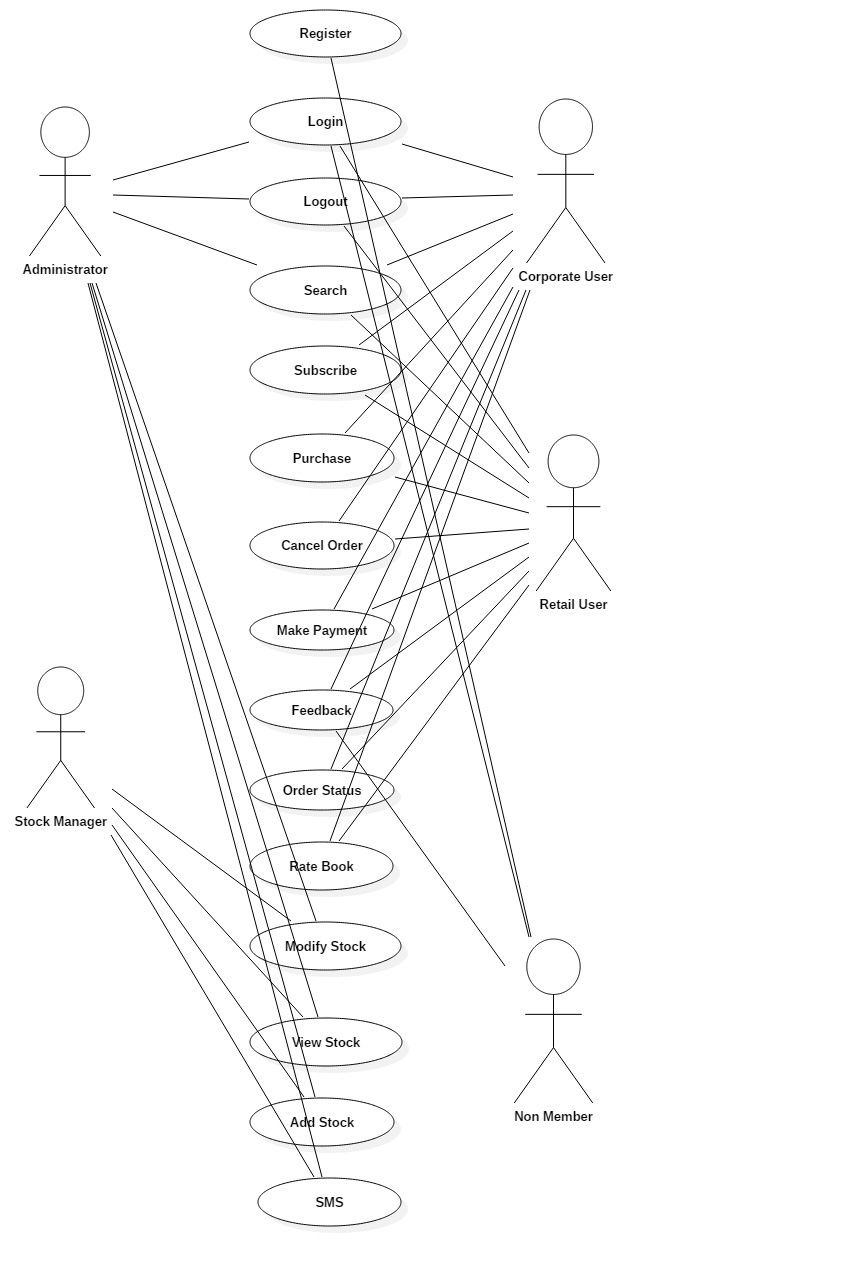 Register
Login
Logout
Administrator
Corporate User
Search
Subscribe
Purchase
Cancel Order
Retail User
Make Payment
Feedback
Order Status
Stock Manager
Rate Book
Modify Stock
View Stock
Non Member
Add Stock
SMS